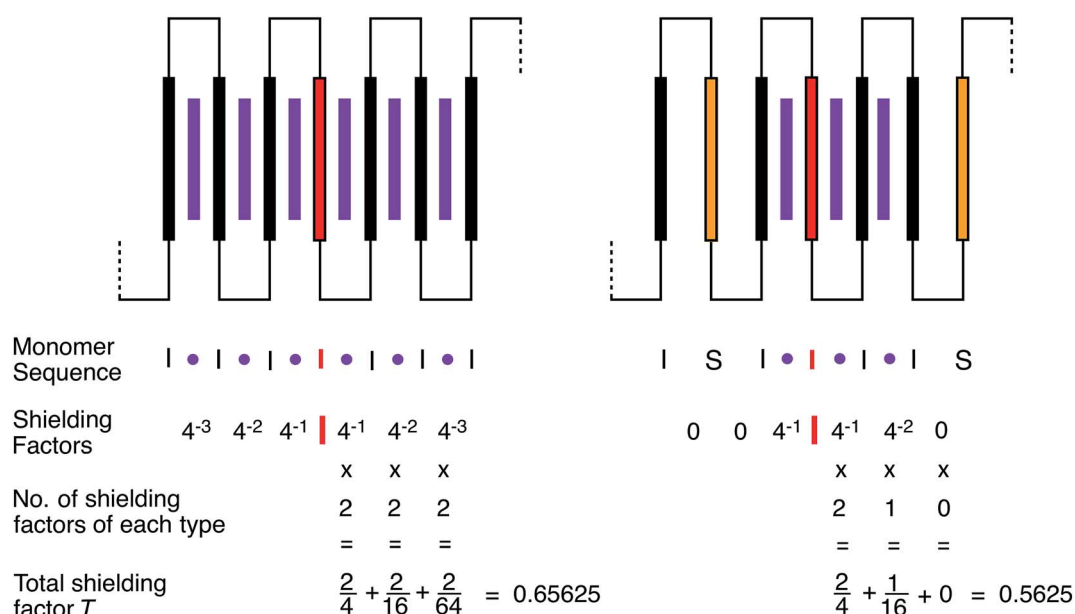 Monomer
Sequence
I • I • I • I • I • I • I
I S I • I • I • I S
Shielding
Factors
4⁻³ 4⁻² 4⁻¹ | 4⁻¹ 4⁻² 4⁻³
0 0 4⁻¹ | 4⁻¹ 4⁻² 0
x x x
x x x
No. of shielding
factors of each type
2 2 2
2 1 0
= = =
= = =
Total shielding
factor T
2/4 + 2/16 + 2/64 = 0.65625
2/4 + 1/16 + 0 = 0.5625